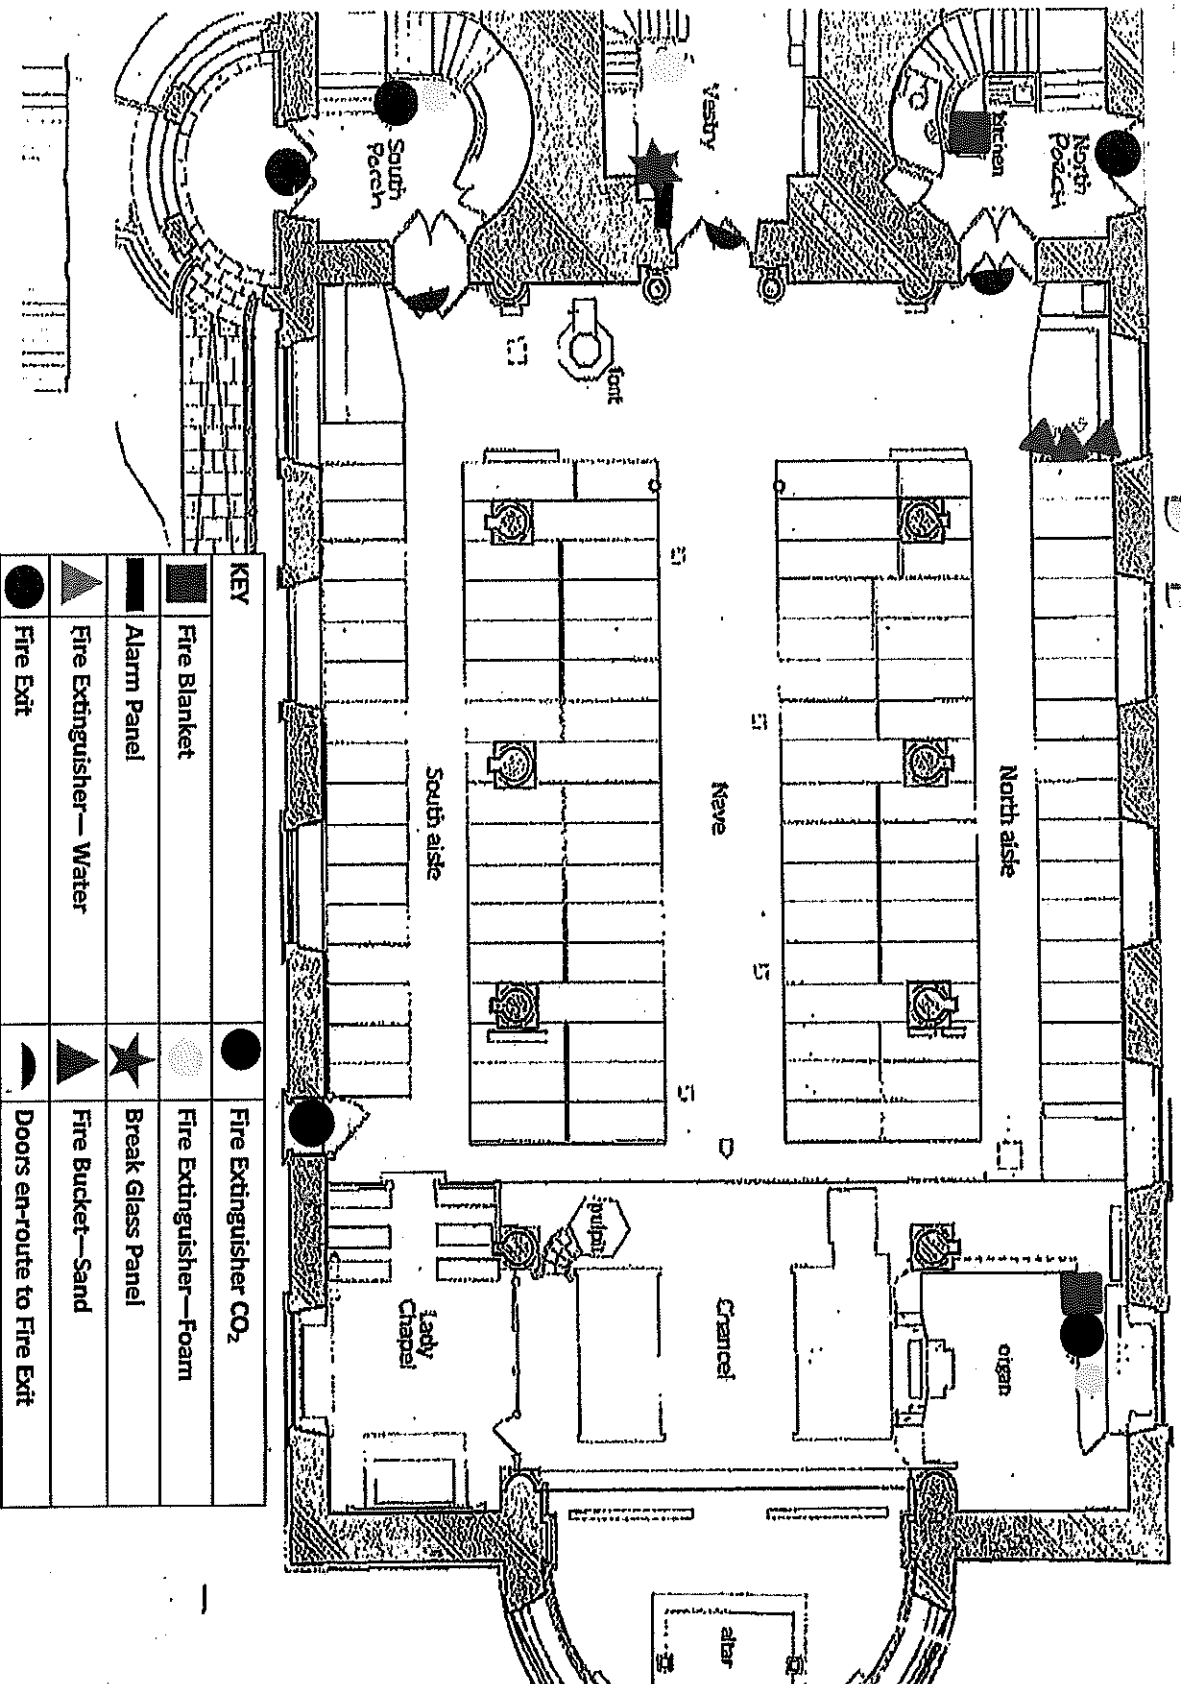 Vestry
South
Porch
Kitchen
North
Porch
font
South aisle
Nave
North aisle
pulpit
Lady
Chapel
Chancel
organ
altar
KEY
Fire Extinguisher CO₂
Fire Blanket
Fire Extinguisher—Foam
Alarm Panel
Break Glass Panel
Fire Extinguisher— Water
Fire Bucket—Sand
Fire Exit
Doors en-route to Fire Exit